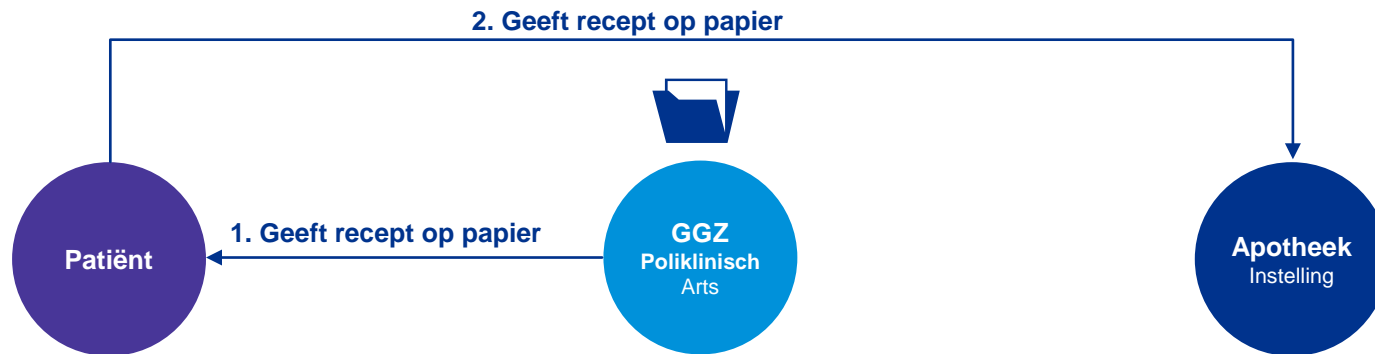 2. Geeft recept op papier
1. Geeft recept op papier
Patiënt
GGZ
Poliklinisch
Arts
Apotheek
Instelling